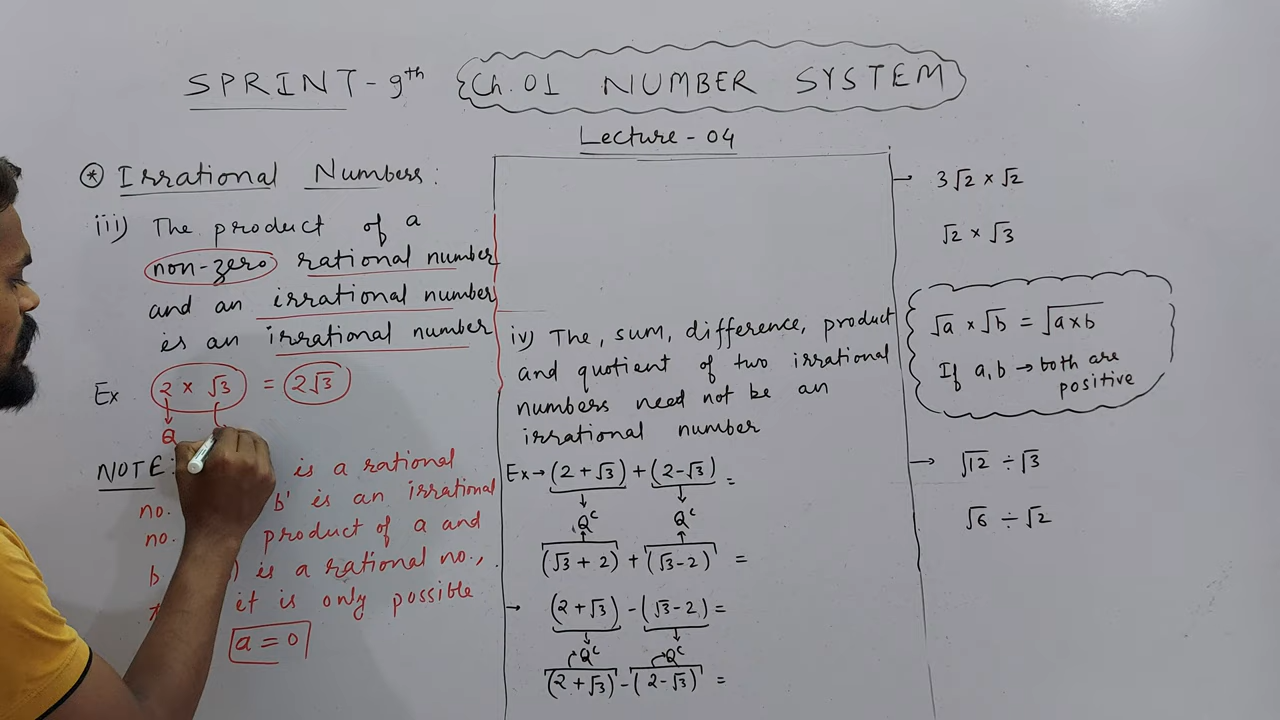 SPRINT - 9th Ch. 01 NUMBER SYSTEM
Lecture - 04
* Irrational Numbers:
iii) The product of a
non-zero rational number
and an irrational number
is an irrational number
Ex 2 × √3 = 2√3
Q
NOTE: is a rational
no. b' is an irrational
no. product of a and
b is a rational no.,
it is only possible
a = 0
iv) The, sum, difference, product
and quotient of two irrational
numbers need not be an
irrational number
Ex→ (2 + √3) + (2 - √3) =
Qᶜ Qᶜ
(√3 + 2) + (√3 - 2) =
→ (2 + √3) - (√3 - 2) =
Qᶜ Qᶜ
(2 + √3) - (2 - √3) =
→ 3√2 × √2
√2 × √3
√a × √b = √a×b
If a, b → both are
positive
→ √12 ÷ √3
√6 ÷ √2